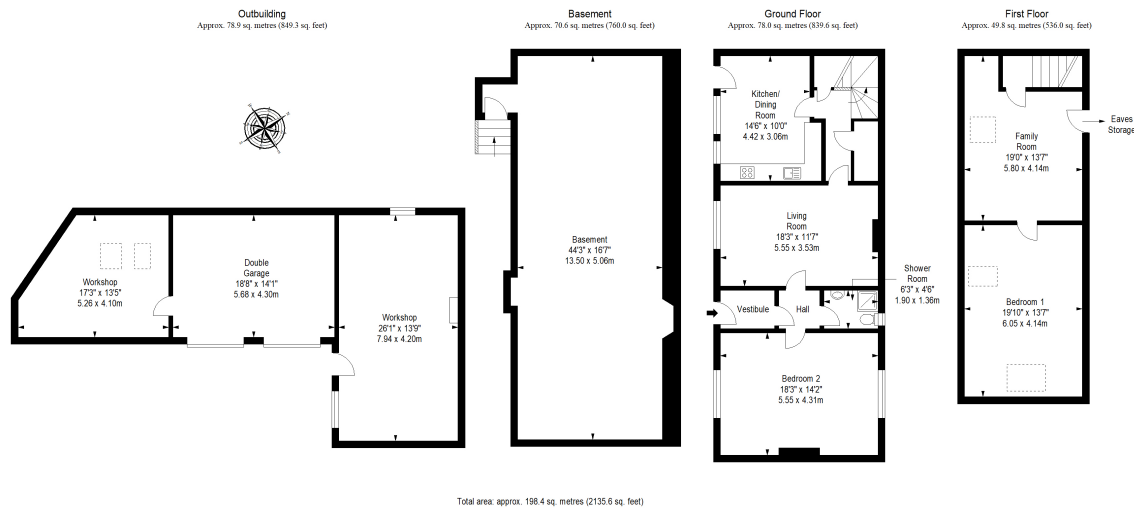 Outbuilding
Approx. 78.9 sq. metres (849.3 sq. feet)
Workshop
17'3" x 13'5"
5.26 x 4.10m
Double
Garage
18'8" x 14'1"
5.68 x 4.30m
Workshop
26'1" x 13'9"
7.94 x 4.20m
Basement
Approx. 70.6 sq. metres (760.0 sq. feet)
Basement
44'3" x 16'7"
13.50 x 5.06m
Ground Floor
Approx. 78.0 sq. metres (839.6 sq. feet)
Kitchen/
Dining
Room
14'6" x 10'0"
4.42 x 3.06m
Living
Room
18'3" x 11'7"
5.55 x 3.53m
Shower
Room
6'3" x 4'6"
1.90 x 1.36m
Vestibule
Hall
Bedroom 2
18'3" x 14'2"
5.55 x 4.31m
First Floor
Approx. 49.8 sq. metres (536.0 sq. feet)
Eaves
Storage
Family
Room
19'0" x 13'7"
5.80 x 4.14m
Bedroom 1
19'10" x 13'7"
6.05 x 4.14m
Total area: approx. 198.4 sq. metres (2135.6 sq. feet)